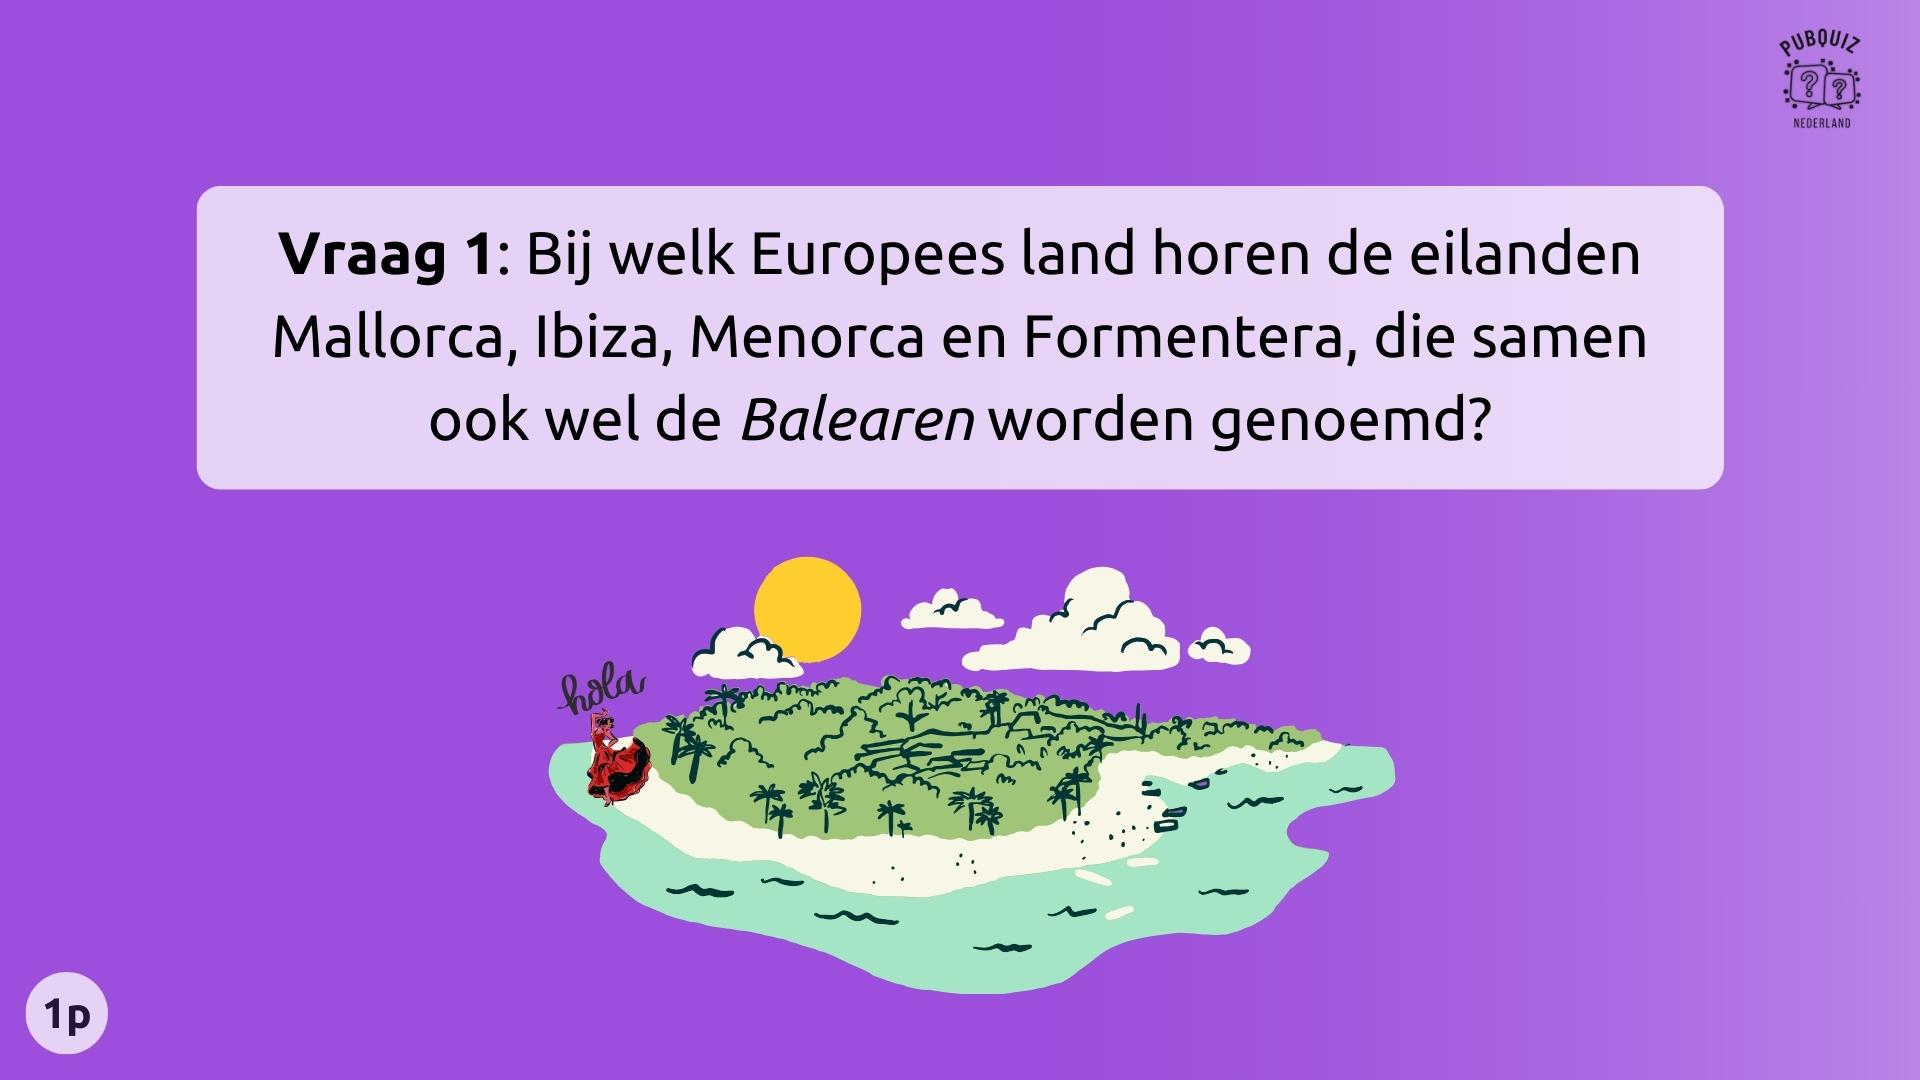 PUBQUIZ
? ?
NEDERLAND
Vraag 1: Bij welk Europees land horen de eilanden
Mallorca, Ibiza, Menorca en Formentera, die samen
ook wel de Balearen worden genoemd?
hola
1p